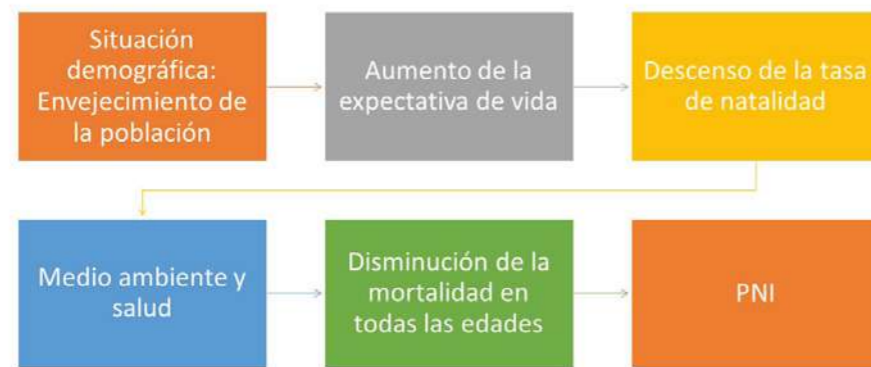 Situación
demográfica:
Envejecimiento de
la población
Aumento de la
expectativa de vida
Descenso de la tasa
de natalidad
Medio ambiente y
salud
Disminución de la
mortalidad en
todas las edades
PNI